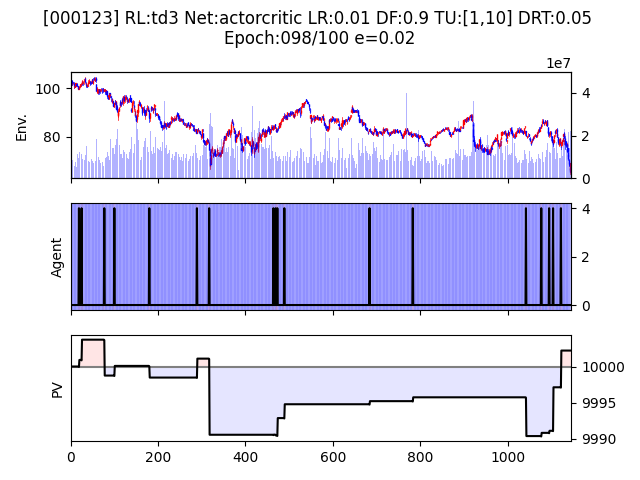 [000123] RL:td3 Net:actorcritic LR:0.01 DF:0.9 TU:[1,10] DRT:0.05
Epoch:098/100 e=0.02
1e7
100
80
Env.
4
2
0
Agent
4
2
0
PV
10000
9995
9990
0
200
400
600
800
1000